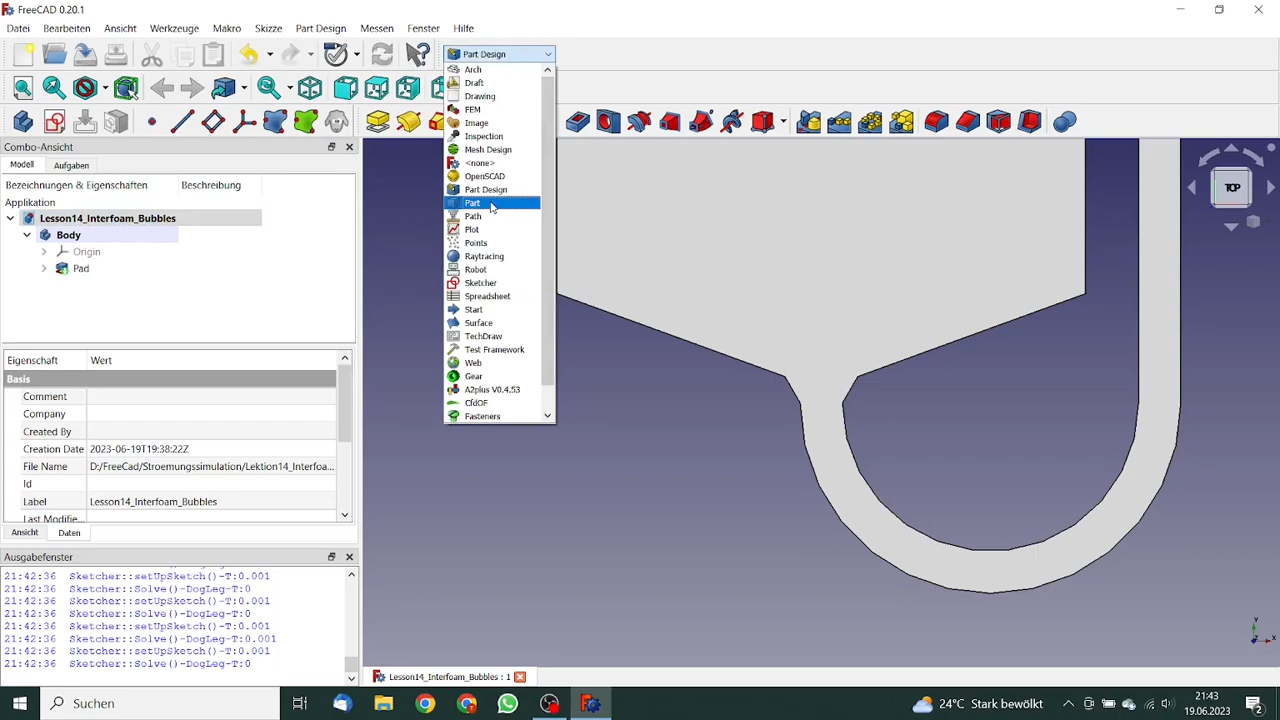 FreeCAD 0.20.1
Datei Bearbeiten Ansicht Werkzeuge Makro Skizze Part Design Messen Fenster Hilfe
Part Design
Arch
Draft
Drawing
FEM
Image
Inspection
Mesh Design
<none>
OpenSCAD
Part Design
Part
Path
Plot
Points
Raytracing
Robot
Sketcher
Spreadsheet
Start
Surface
TechDraw
Test Framework
Web
Gear
A2plus V0.4.53
CfdOF
Fasteners
Combo-Ansicht
Modell Aufgaben
Bezeichnungen & Eigenschaften Beschreibung
Applikation
Lesson14_Interfoam_Bubbles
Body
Origin
Pad
Eigenschaft Wert
Basis
Comment
Company
Created By
Creation Date 2023-06-19T19:38:22Z
File Name D:/FreeCad/Stroemungssimulation/Lektion14_Interfoa...
Id
Label Lesson14_Interfoam_Bubbles
Last Modifie...
Ansicht Daten
Ausgabefenster
21:42:36 Sketcher::setUpSketch()-T:0.001
21:42:36 Sketcher::Solve()-DogLeg-T:0
21:42:36 Sketcher::setUpSketch()-T:0.001
21:42:36 Sketcher::Solve()-DogLeg-T:0
21:42:36 Sketcher::setUpSketch()-T:0.001
21:42:36 Sketcher::Solve()-DogLeg-T:0.001
21:42:36 Sketcher::setUpSketch()-T:0.001
21:42:36 Sketcher::Solve()-DogLeg-T:0
TOP
Y
X
Z
Lesson14_Interfoam_Bubbles : 1
Suchen
24°C Stark bewölkt
21:43
19.06.2023
2